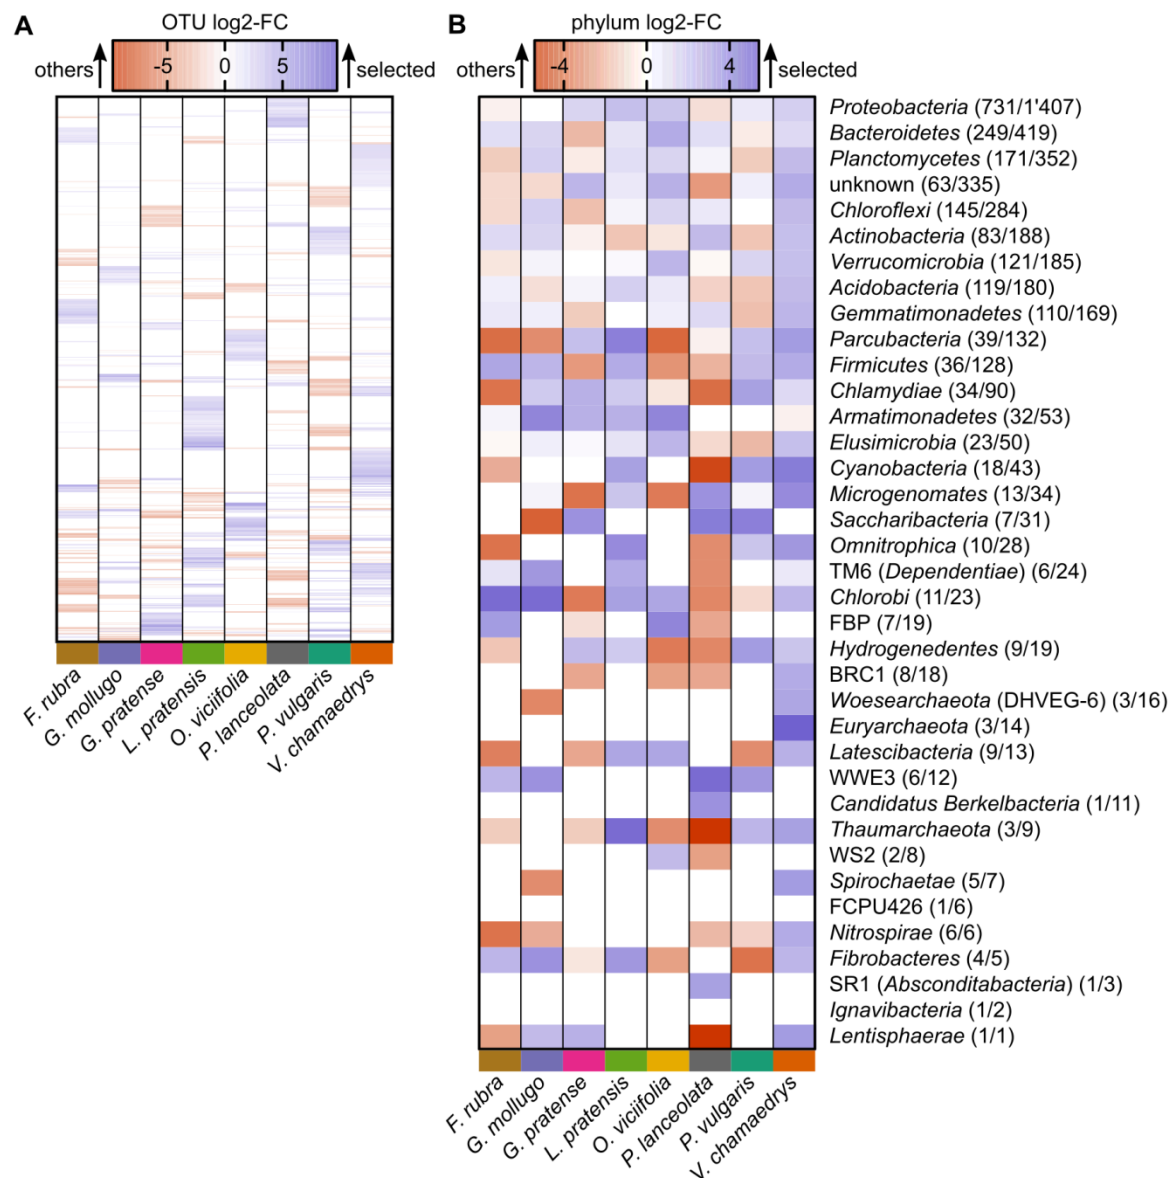 A
OTU log2-FC
-5 0 5
others
selected
F. rubra
G. mollugo
G. pratense
L. pratensis
O. viciifolia
P. lanceolata
P. vulgaris
V. chamaedrys
B
phylum log2-FC
-4 0 4
others
selected
Proteobacteria (731/1'407)
Bacteroidetes (249/419)
Planctomycetes (171/352)
unknown (63/335)
Chloroflexi (145/284)
Actinobacteria (83/188)
Verrucomicrobia (121/185)
Acidobacteria (119/180)
Gemmatimonadetes (110/169)
Parcubacteria (39/132)
Firmicutes (36/128)
Chlamydiae (34/90)
Armatimonadetes (32/53)
Elusimicrobia (23/50)
Cyanobacteria (18/43)
Microgenomates (13/34)
Saccharibacteria (7/31)
Omnitrophica (10/28)
TM6 (Dependentiae) (6/24)
Chlorobi (11/23)
FBP (7/19)
Hydrogenedentes (9/19)
BRC1 (8/18)
Woesearchaeota (DHVEG-6) (3/16)
Euryarchaeota (3/14)
Latescibacteria (9/13)
WWE3 (6/12)
Candidatus Berkelbacteria (1/11)
Thaumarchaeota (3/9)
WS2 (2/8)
Spirochaetae (5/7)
FCPU426 (1/6)
Nitrospirae (6/6)
Fibrobacteres (4/5)
SR1 (Absconditabacteria) (1/3)
Ignavibacteria (1/2)
Lentisphaerae (1/1)
F. rubra
G. mollugo
G. pratense
L. pratensis
O. viciifolia
P. lanceolata
P. vulgaris
V. chamaedrys